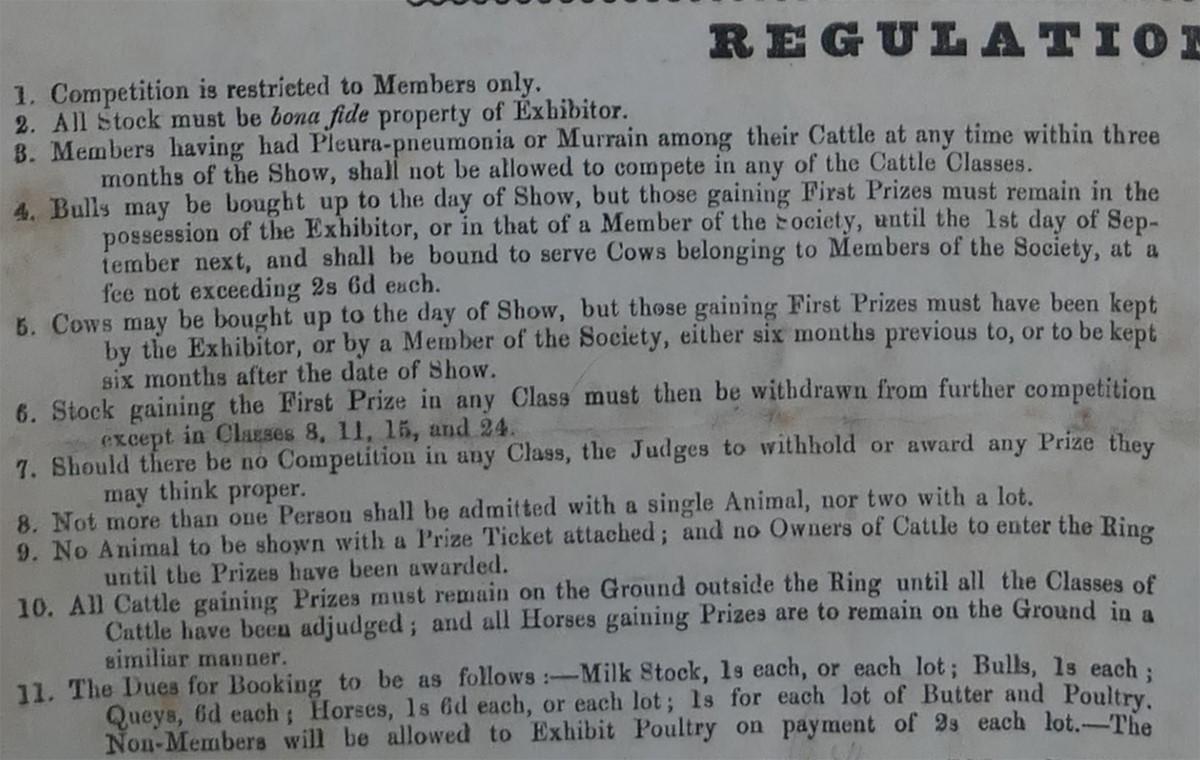 REGULATION
1. Competition is restricted to Members only.
2. All Stock must be bona fide property of Exhibitor.
3. Members having had Pleura-pneumonia or Murrain among their Cattle at any time within three
months of the Show, shall not be allowed to compete in any of the Cattle Classes.
4. Bulls may be bought up to the day of Show, but those gaining First Prizes must remain in the
possession of the Exhibitor, or in that of a Member of the Society, until the 1st day of Sep-
tember next, and shall be bound to serve Cows belonging to Members of the Society, at a
fee not exceeding 2s 6d each.
5. Cows may be bought up to the day of Show, but those gaining First Prizes must have been kept
by the Exhibitor, or by a Member of the Society, either six months previous to, or to be kept
six months after the date of Show.
6. Stock gaining the First Prize in any Class must then be withdrawn from further competition
except in Classes 8, 11, 15, and 24.
7. Should there be no Competition in any Class, the Judges to withhold or award any Prize they
may think proper.
8. Not more than one Person shall be admitted with a single Animal, nor two with a lot.
9. No Animal to be shown with a Prize Ticket attached; and no Owners of Cattle to enter the Ring
until the Prizes have been awarded.
10. All Cattle gaining Prizes must remain on the Ground outside the Ring until all the Classes of
Cattle have been adjudged; and all Horses gaining Prizes are to remain on the Ground in a
similiar manner.
11. The Dues for Booking to be as follows:—Milk Stock, 1s each, or each lot; Bulls, 1s each;
Queys, 6d each; Horses, 1s 6d each, or each lot; 1s for each lot of Butter and Poultry.
Non-Members will be allowed to Exhibit Poultry on payment of 2s each lot.—The